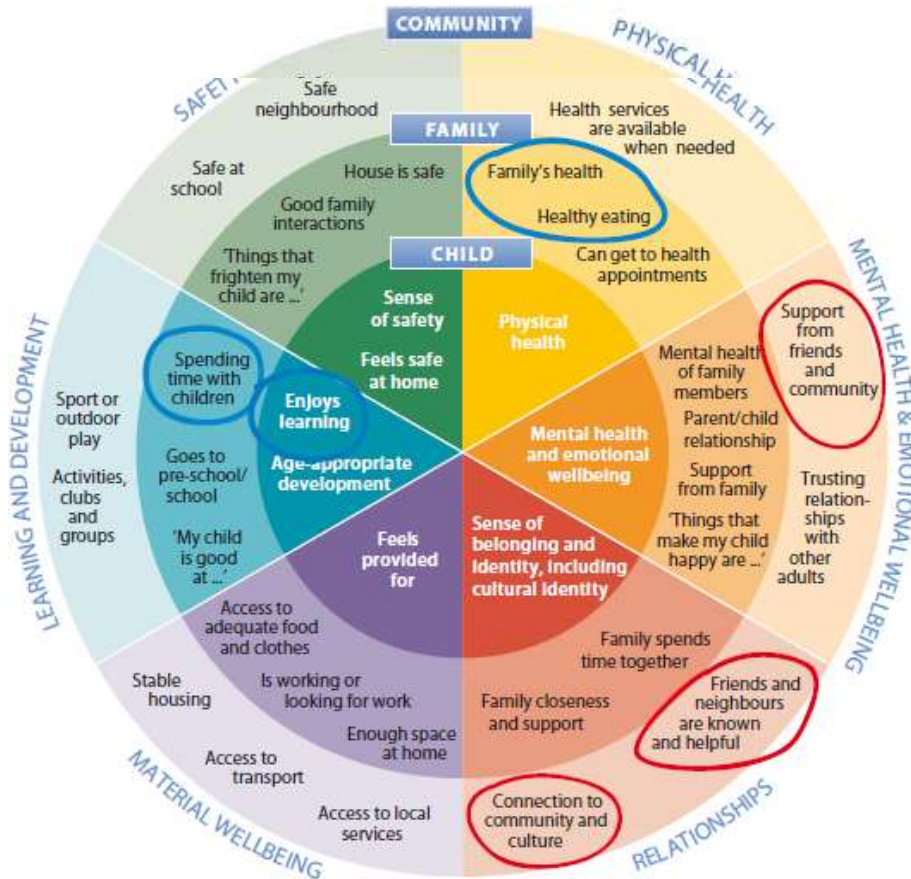 COMMUNITY
FAMILY
CHILD
PHYSICAL
HEALTH
Health services
are available
when needed
Family's health
Healthy eating
Can get to health
appointments
Physical
health
MENTAL HEALTH & EMOTIONAL WELLBEING
Support
from
friends
and
community
Trusting
relation-
ships
with
other
adults
Mental health
of family
members
Parent/child
relationship
Support
from family
'Things that
make my child
happy are ...'
Mental health
and emotional
wellbeing
RELATIONSHIPS
Friends and
neighbours
are known
and helpful
Connection to
community and
culture
Family spends
time together
Family closeness
and support
Sense of
belonging and
identity, including
cultural identity
MATERIAL WELLBEING
Stable
housing
Access to
transport
Access to local
services
Access to
adequate food
and clothes
Is working or
looking for work
Enough space
at home
Feels
provided
for
LEARNING AND DEVELOPMENT
Sport or
outdoor
play
Activities,
clubs
and
groups
Spending
time with
children
Goes to
pre-school/
school
'My child
is good
at ...'
Enjoys
learning
Age-appropriate
development
SAFETY
Safe
neighbourhood
Safe at
school
House is safe
Good family
interactions
'Things that
frighten my
child are ...'
Sense
of safety
Feels safe
at home